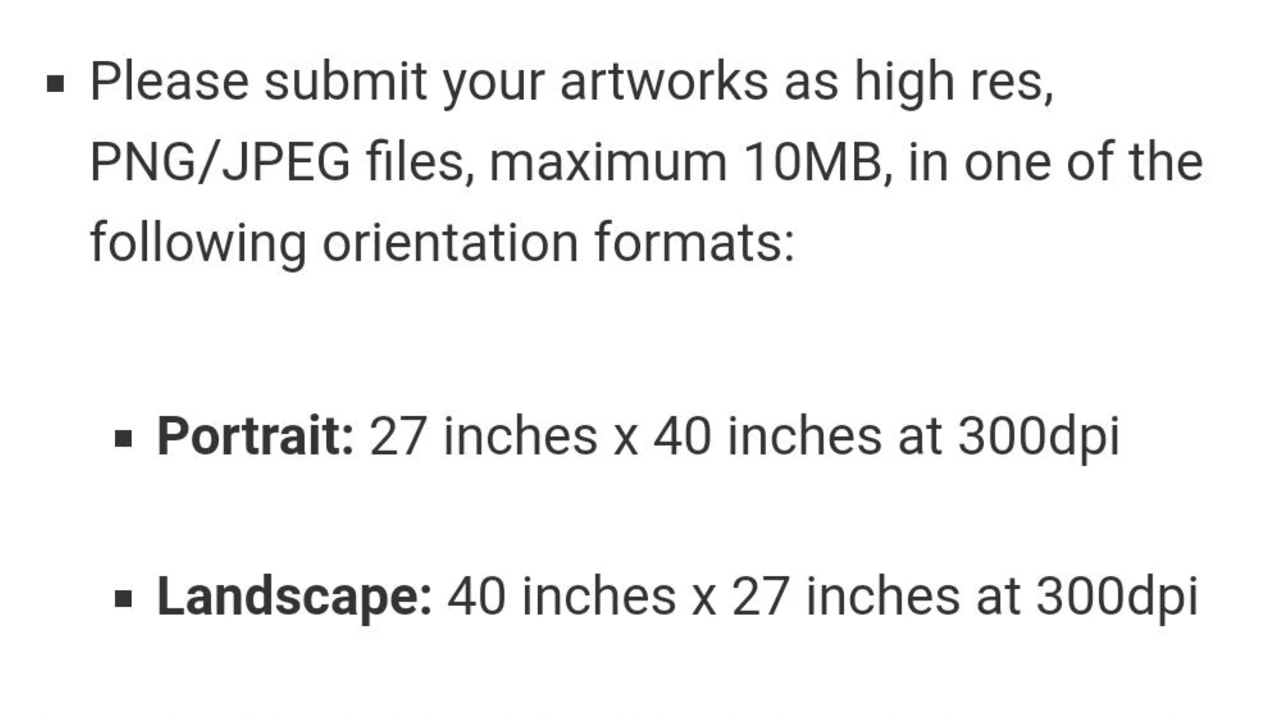 ▪ Please submit your artworks as high res,
PNG/JPEG files, maximum 10MB, in one of the
following orientation formats:
▪ Portrait: 27 inches x 40 inches at 300dpi
▪ Landscape: 40 inches x 27 inches at 300dpi